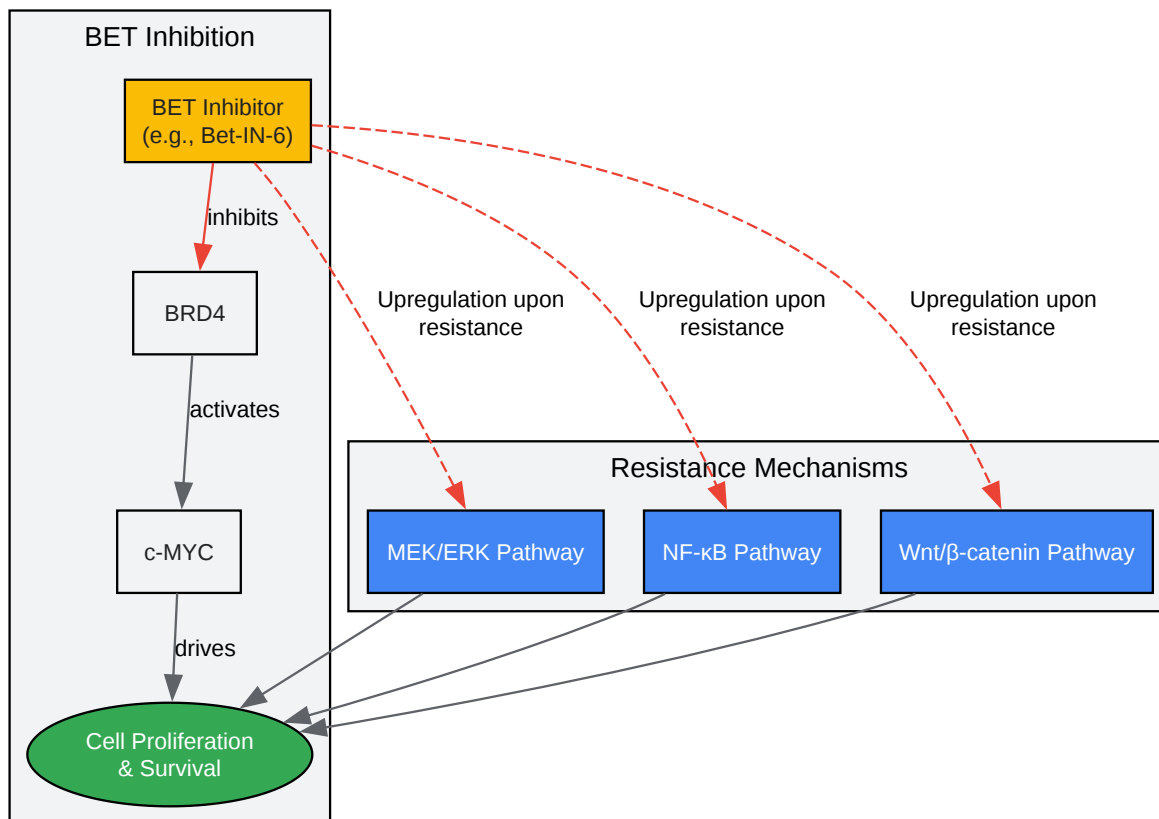 BET Inhibition
BET Inhibitor
(e.g., Bet-IN-6)
inhibits
BRD4
Upregulation upon
resistance
Upregulation upon
resistance
Upregulation upon
resistance
activates
Resistance Mechanisms
c-MYC
MEK/ERK Pathway
NF-κB Pathway
Wnt/β-catenin Pathway
drives
Cell Proliferation
& Survival